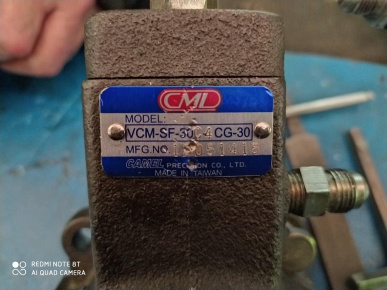 CML
MODEL:
VCM-SF-30C-4 CG-30
MFG.NO.
CAMEL PRECISION CO., LTD.
MADE IN TAIWAN
REDMI NOTE 8T
AI QUAD CAMERA